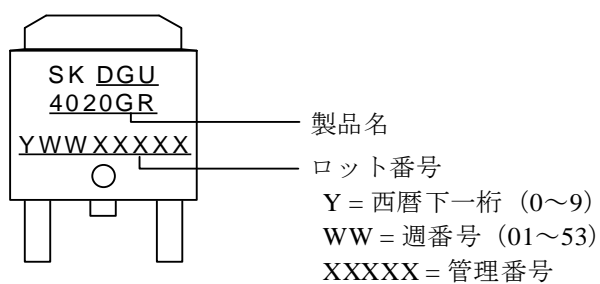 SK DGU
4020GR
YWWXXXXX
製品名
ロット番号
Y = 西暦下一桁（0～9）
WW = 週番号（01～53）
XXXXX = 管理番号